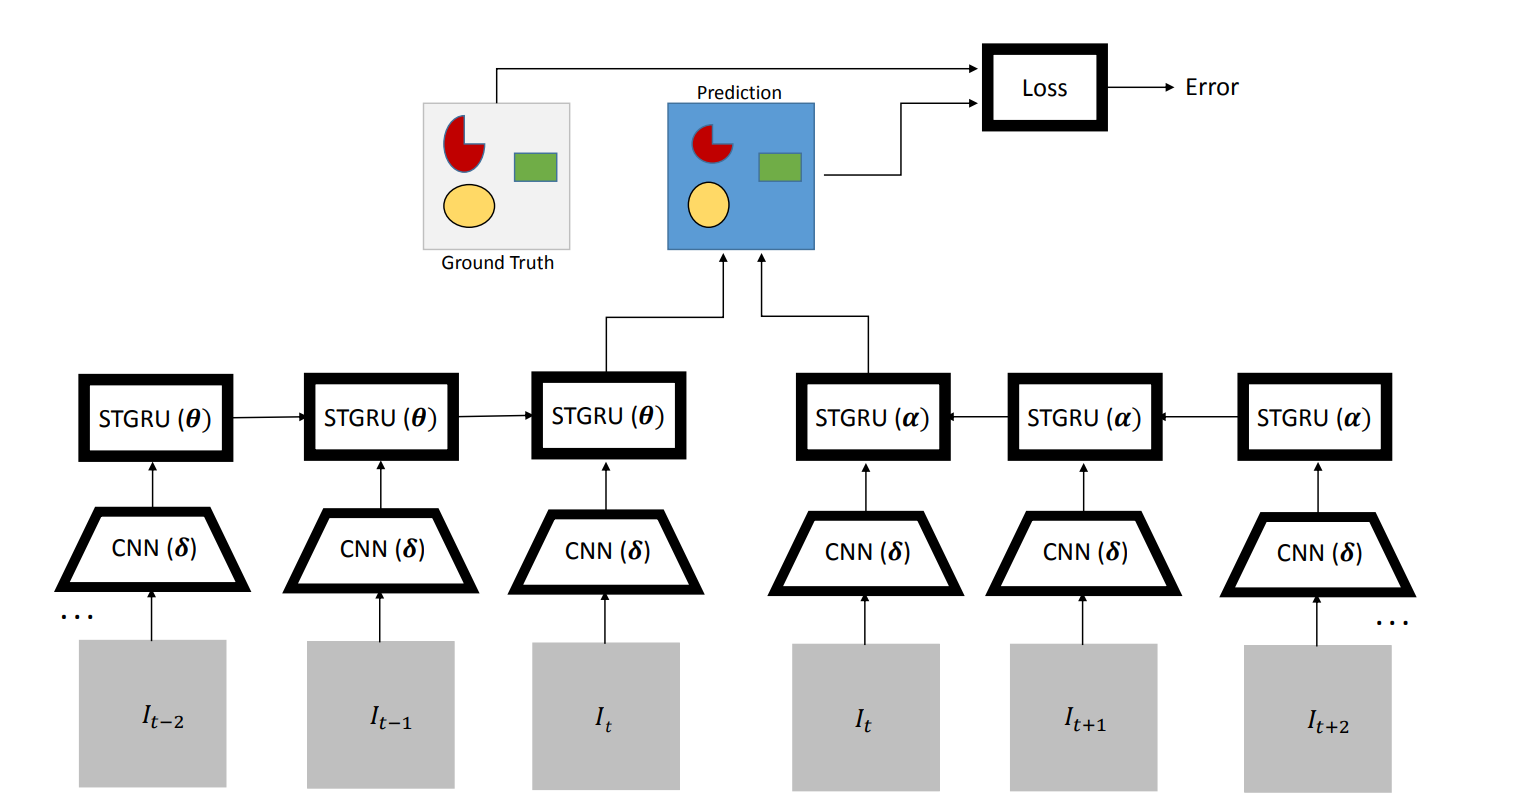 Loss
Error
Prediction
Ground Truth
STGRU (θ)
STGRU (θ)
STGRU (θ)
STGRU (α)
STGRU (α)
STGRU (α)
CNN (δ)
CNN (δ)
CNN (δ)
CNN (δ)
CNN (δ)
CNN (δ)
...
...
I_{t−2}
I_{t−1}
I_t
I_t
I_{t+1}
I_{t+2}